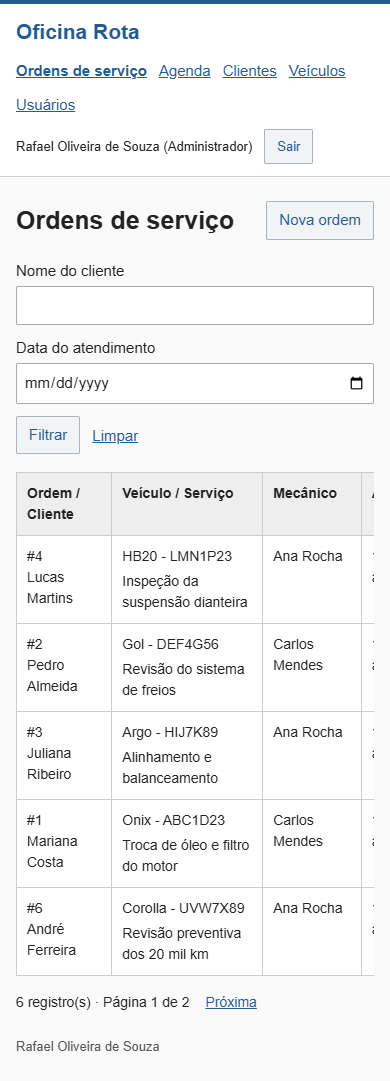 Oficina Rota
Ordens de serviço Agenda Clientes Veículos
Usuários
Rafael Oliveira de Souza (Administrador) Sair
Ordens de serviço Nova ordem
Nome do cliente
Data do atendimento
mm/dd/yyyy
Filtrar Limpar
Ordem / Cliente Veículo / Serviço Mecânico
#4 Lucas Martins HB20 - LMN1P23 Inspeção da suspensão dianteira Ana Rocha
#2 Pedro Almeida Gol - DEF4G56 Revisão do sistema de freios Carlos Mendes
#3 Juliana Ribeiro Argo - HIJ7K89 Alinhamento e balanceamento Ana Rocha
#1 Mariana Costa Onix - ABC1D23 Troca de óleo e filtro do motor Carlos Mendes
#6 André Ferreira Corolla - UVW7X89 Revisão preventiva dos 20 mil km Ana Rocha
6 registro(s) · Página 1 de 2 Próxima
Rafael Oliveira de Souza